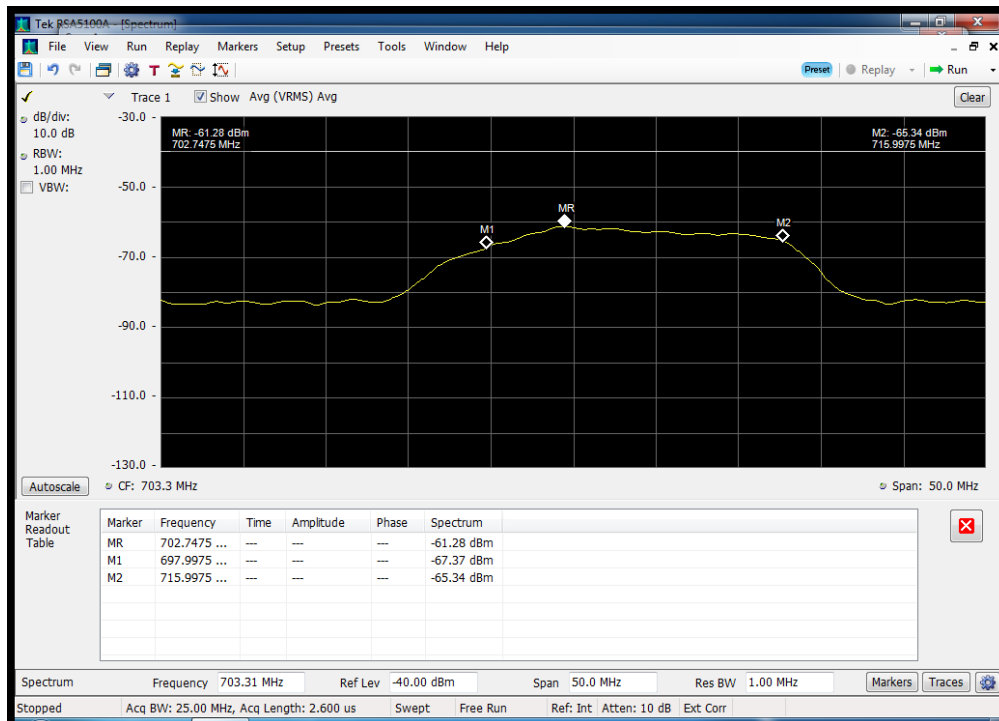 Tek RSA5100A - [Spectrum]
File View Run Replay Markers Setup Presets Tools Window Help
T Preset Replay Run
Trace 1 Show Avg (VRMS) Avg Clear
dB/div:
10.0 dB
RBW:
1.00 MHz
VBW:
-30.0 -
MR: -61.28 dBm
702.7475 MHz
M2: -65.34 dBm
715.9975 MHz
-50.0 -
MR
M1
M2
-70.0 -
-90.0 -
-110.0 -
-130.0 -
Autoscale CF: 703.3 MHz Span: 50.0 MHz
Marker
Readout
Table
Marker Frequency Time Amplitude Phase Spectrum
MR 702.7475 ... --- --- --- -61.28 dBm
M1 697.9975 ... --- --- --- -67.37 dBm
M2 715.9975 ... --- --- --- -65.34 dBm
Spectrum Frequency 703.31 MHz Ref Lev -40.00 dBm Span 50.0 MHz Res BW 1.00 MHz Markers Traces
Stopped Acq BW: 25.00 MHz, Acq Length: 2.600 us Swept Free Run Ref: Int Atten: 10 dB Ext Corr